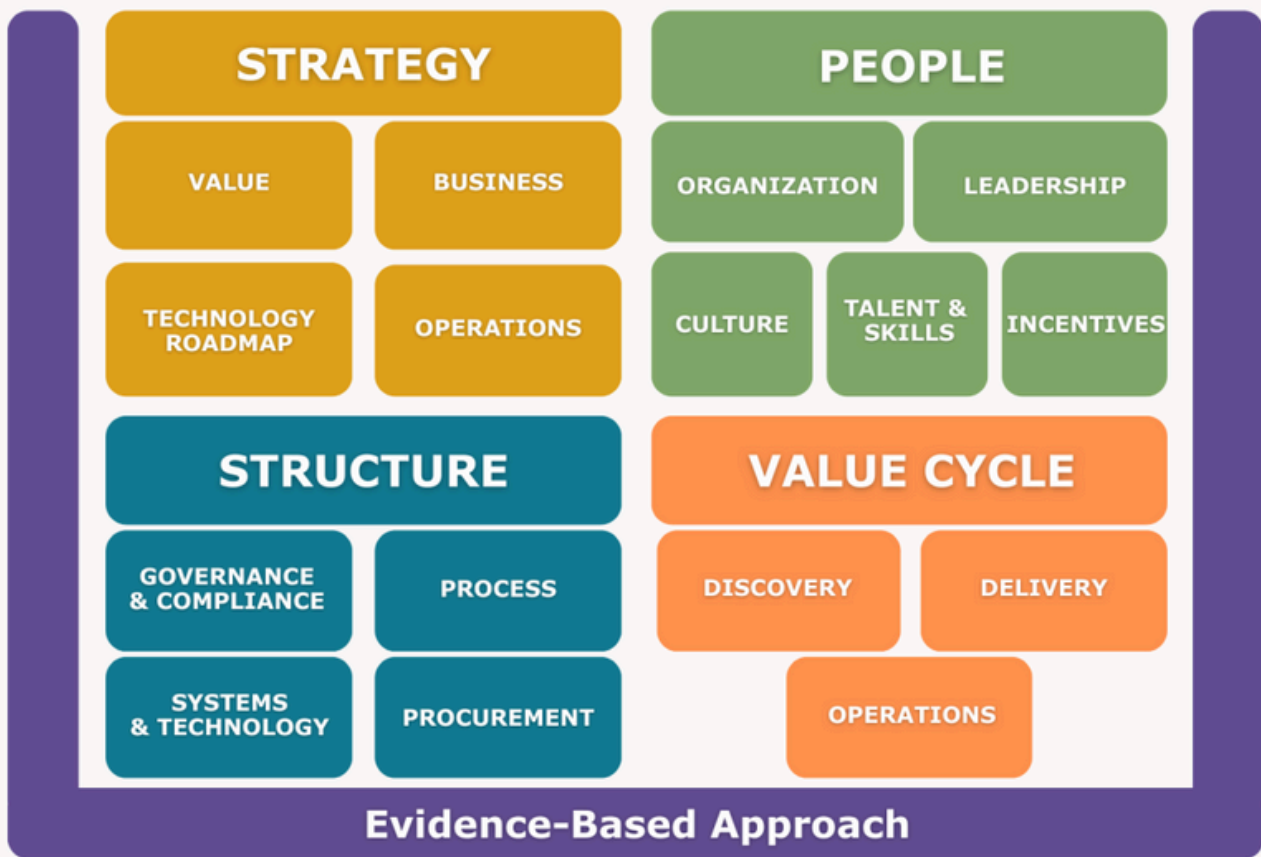 STRATEGY
VALUE
BUSINESS
TECHNOLOGY
ROADMAP
OPERATIONS
PEOPLE
ORGANIZATION
LEADERSHIP
CULTURE
TALENT &
SKILLS
INCENTIVES
STRUCTURE
GOVERNANCE
& COMPLIANCE
PROCESS
SYSTEMS
& TECHNOLOGY
PROCUREMENT
VALUE CYCLE
DISCOVERY
DELIVERY
OPERATIONS
Evidence-Based Approach